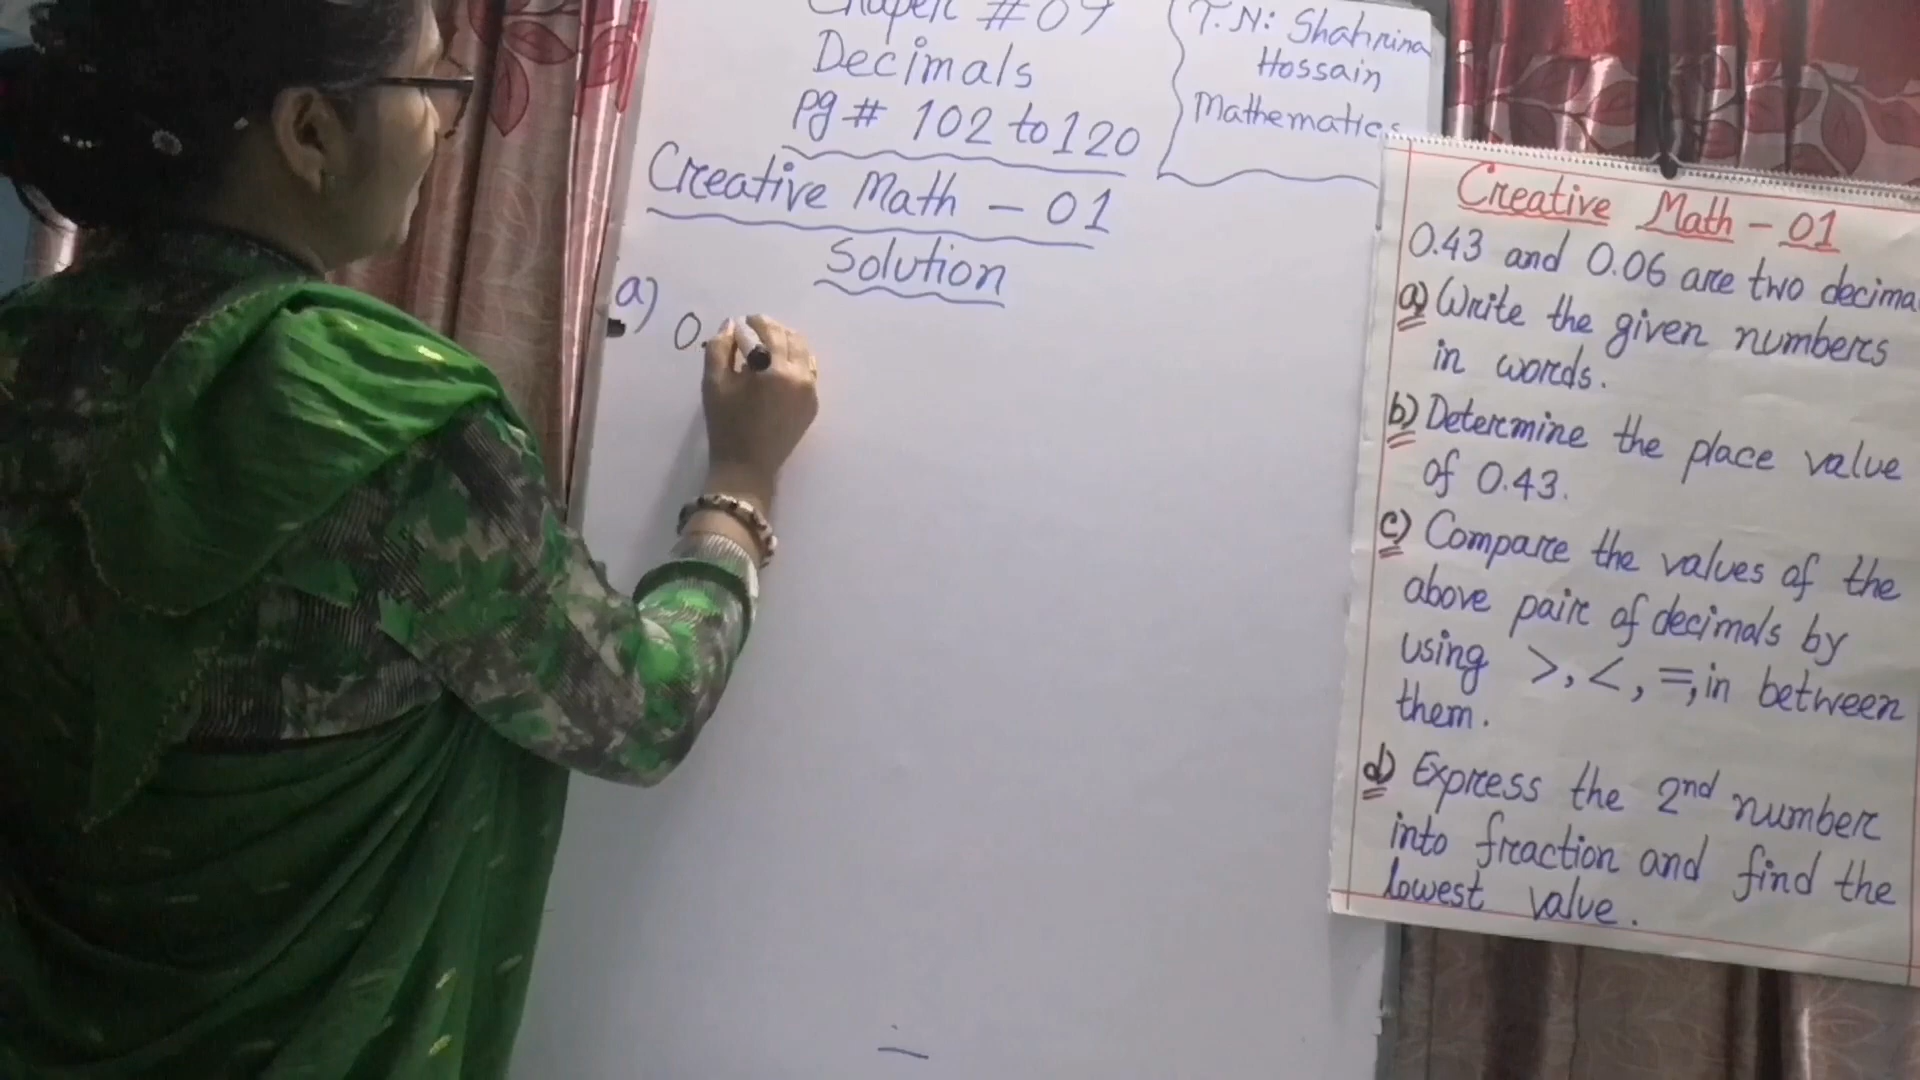 Chapter #09
Decimals
pg # 102 to 120
T.N: Shahrina
Hossain
Mathematics
Creative Math - 01
Solution
a) 0.
Creative Math - 01
0.43 and 0.06 are two decima
a) Write the given numbers
in words.
b) Determine the place value
of 0.43.
c) Compare the values of the
above pair of decimals by
using >, <, =, in between
them.
d) Express the 2nd number
into fraction and find the
lowest value.